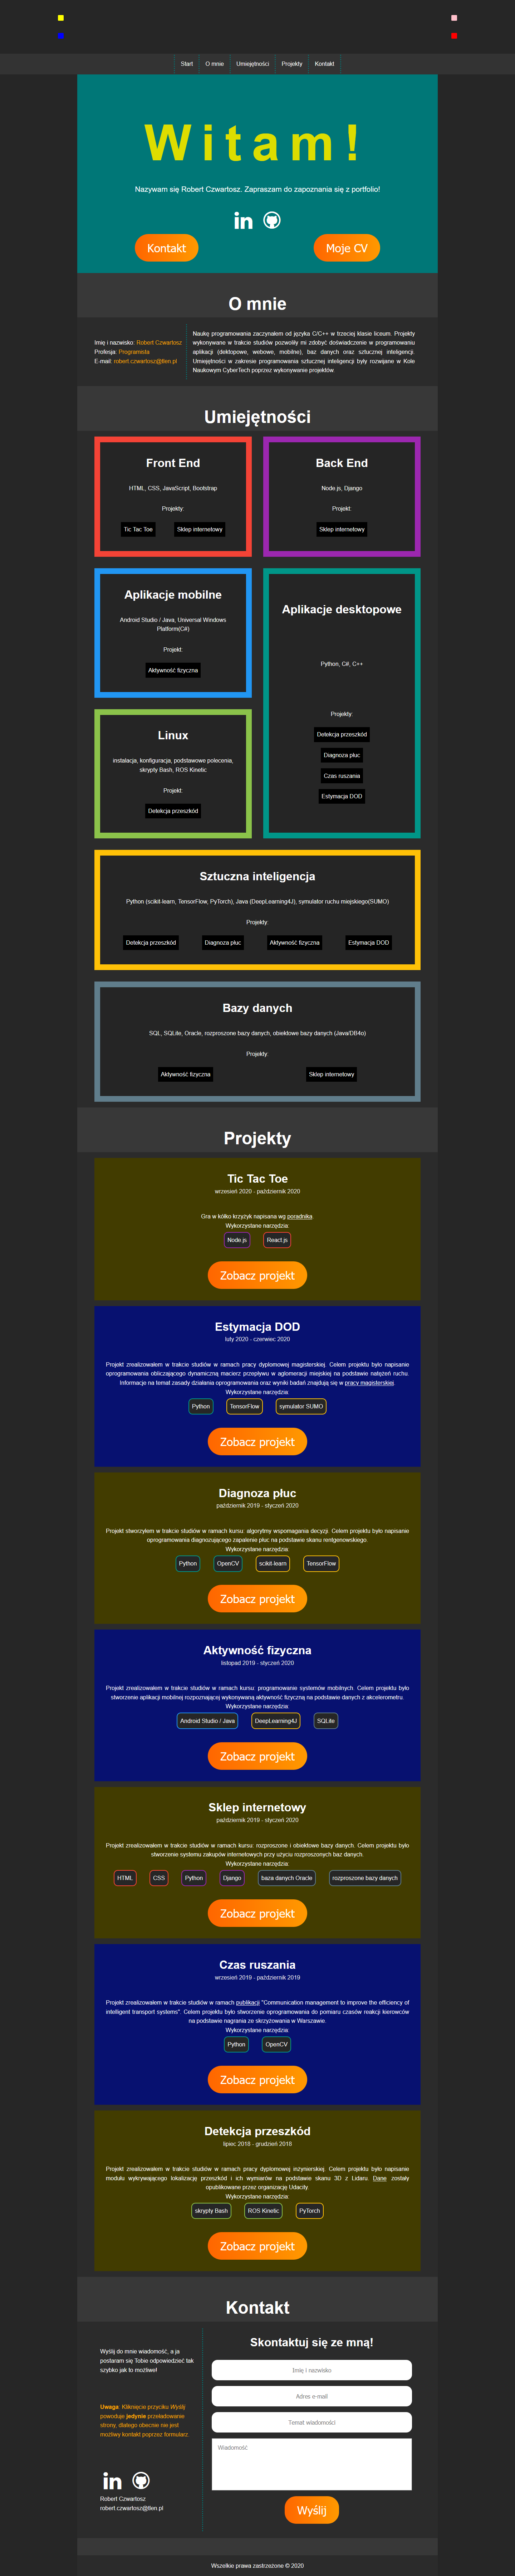 Start
O mnie
Umiejętności
Projekty
Kontakt
Witam!
Nazywam się Robert Czwartosz. Zapraszam do zapoznania się z portfolio!
in
Kontakt
Moje CV
O mnie
Imię i nazwisko: Robert Czwartosz
Profesja: Programista
E-mail: robert.czwartosz@tlen.pl
Naukę programowania zaczynałem od języka C/C++ w trzeciej klasie liceum. Projekty
wykonywane w trakcie studiów pozwoliły mi zdobyć doświadczenie w programowaniu
aplikacji (dektopowe, webowe, mobilne), baz danych oraz sztucznej inteligencji.
Umiejętności w zakresie programowania sztucznej inteligencji były rozwijane w Kole
Naukowym CyberTech poprzez wykonywanie projektów.
Umiejętności
Front End
HTML, CSS, JavaScript, Bootstrap
Projekty:
Tic Tac Toe
Sklep internetowy
Back End
Node.js, Django
Projekt:
Sklep internetowy
Aplikacje mobilne
Android Studio / Java, Universal Windows
Platform(C#)
Projekt:
Aktywność fizyczna
Aplikacje desktopowe
Python, C#, C++
Projekty:
Detekcja przeszkód
Diagnoza płuc
Czas ruszania
Estymacja DOD
Linux
instalacja, konfiguracja, podstawowe polecenia,
skrypty Bash, ROS Kinetic
Projekt:
Detekcja przeszkód
Sztuczna inteligencja
Python (scikit-learn, TensorFlow, PyTorch), Java (DeepLearning4J), symulator ruchu miejskiego(SUMO)
Projekty:
Detekcja przeszkód
Diagnoza płuc
Aktywność fizyczna
Estymacja DOD
Bazy danych
SQL, SQLite, Oracle, rozproszone bazy danych, obiektowe bazy danych (Java/DB4o)
Projekty:
Aktywność fizyczna
Sklep internetowy
Projekty
Tic Tac Toe
wrzesień 2020 - październik 2020
Gra w kółko krzyżyk napisana wg poradnika.
Wykorzystane narzędzia:
Node.js
React.js
Zobacz projekt
Estymacja DOD
luty 2020 - czerwiec 2020
Projekt zrealizowałem w trakcie studiów w ramach pracy dyplomowej magisterskiej. Celem projektu było napisanie
oprogramowania obliczającego dynamiczną macierz przepływu w aglomeracji miejskiej na podstawie natężeń ruchu.
Informacje na temat zasady działania oprogramowania oraz wyniki badań znajdują się w pracy magisterskiej.
Wykorzystane narzędzia:
Python
TensorFlow
symulator SUMO
Zobacz projekt
Diagnoza płuc
październik 2019 - styczeń 2020
Projekt stworzyłem w trakcie studiów w ramach kursu: algorytmy wspomagania decyzji. Celem projektu było napisanie
oprogramowania diagnozującego zapalenie płuc na podstawie skanu rentgenowskiego.
Wykorzystane narzędzia:
Python
OpenCV
scikit-learn
TensorFlow
Zobacz projekt
Aktywność fizyczna
listopad 2019 - styczeń 2020
Projekt zrealizowałem w trakcie studiów w ramach kursu: programowanie systemów mobilnych. Celem projektu było
stworzenie aplikacji mobilnej rozpoznającej wykonywaną aktywność fizyczną na podstawie danych z akcelerometru.
Wykorzystane narzędzia:
Android Studio / Java
DeepLearning4J
SQLite
Zobacz projekt
Sklep internetowy
październik 2019 - styczeń 2020
Projekt zrealizowałem w trakcie studiów w ramach kursu: rozproszone i obiektowe bazy danych. Celem projektu było
stworzenie systemu zakupów internetowych przy użyciu rozproszonych baz danych.
Wykorzystane narzędzia:
HTML
CSS
Python
Django
baza danych Oracle
rozproszone bazy danych
Zobacz projekt
Czas ruszania
wrzesień 2019 - październik 2019
Projekt zrealizowałem w trakcie studiów w ramach publikacji "Communication management to improve the efficiency of
intelligent transport systems". Celem projektu było stworzenie oprogramowania do pomiaru czasów reakcji kierowców
na podstawie nagrania ze skrzyżowania w Warszawie.
Wykorzystane narzędzia:
Python
OpenCV
Zobacz projekt
Detekcja przeszkód
lipiec 2018 - grudzień 2018
Projekt zrealizowałem w trakcie studiów w ramach pracy dyplomowej inżynierskiej. Celem projektu było napisanie
modułu wykrywającego lokalizację przeszkód i ich wymiarów na podstawie skanu 3D z Lidaru. Dane zostały
opublikowane przez organizację Udacity.
Wykorzystane narzędzia:
skrypty Bash
ROS Kinetic
PyTorch
Zobacz projekt
Kontakt
Wyślij do mnie wiadomość, a ja
postaram się Tobie odpowiedzieć tak
szybko jak to możliwe!
Uwaga: Kliknięcie przyciku Wyślij
powoduje jedynie przeładowanie
strony, dlatego obecnie nie jest
możliwy kontakt poprzez formularz.
in
Robert Czwartosz
robert.czwartosz@tlen.pl
Skontaktuj się ze mną!
Imię i nazwisko
Adres e-mail
Temat wiadomości
Wiadomość
Wyślij
Wszelkie prawa zastrzeżone © 2020